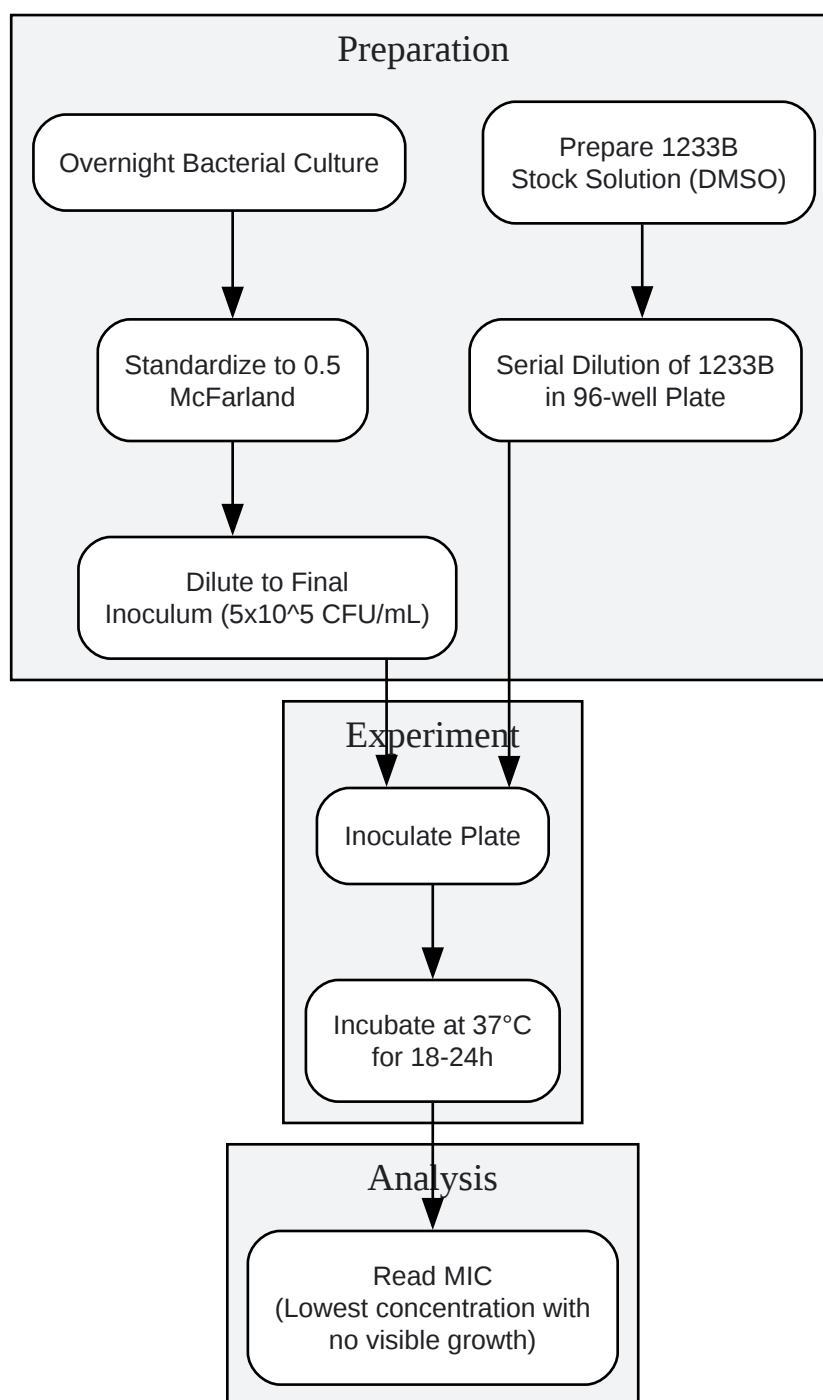 Preparation
Overnight Bacterial Culture
Prepare 1233B
Stock Solution (DMSO)
Standardize to 0.5
McFarland
Serial Dilution of 1233B
in 96-well Plate
Dilute to Final
Inoculum (5x10^5 CFU/mL)
Experiment
Inoculate Plate
Incubate at 37°C
for 18-24h
Analysis
Read MIC
(Lowest concentration with
no visible growth)